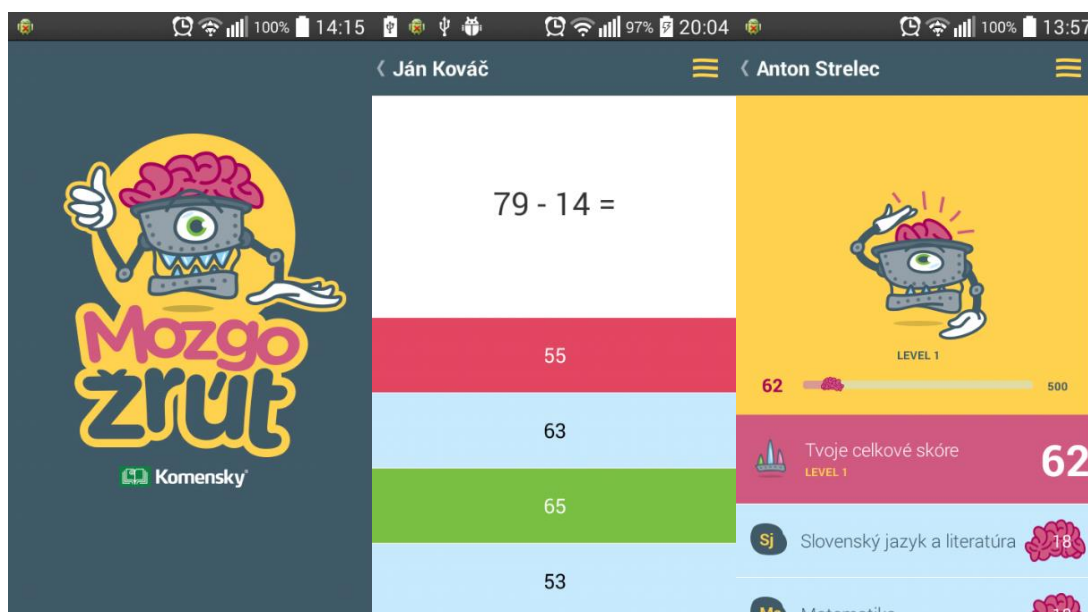 100% 14:15
Mozgo
žrút
Komensky
97% 20:04
Ján Kováč
79 - 14 =
55
63
65
53
100% 13:57
Anton Strelec
LEVEL 1
62 500
Tvoje celkové skóre 62
LEVEL 1
Sj Slovenský jazyk a literatúra 18